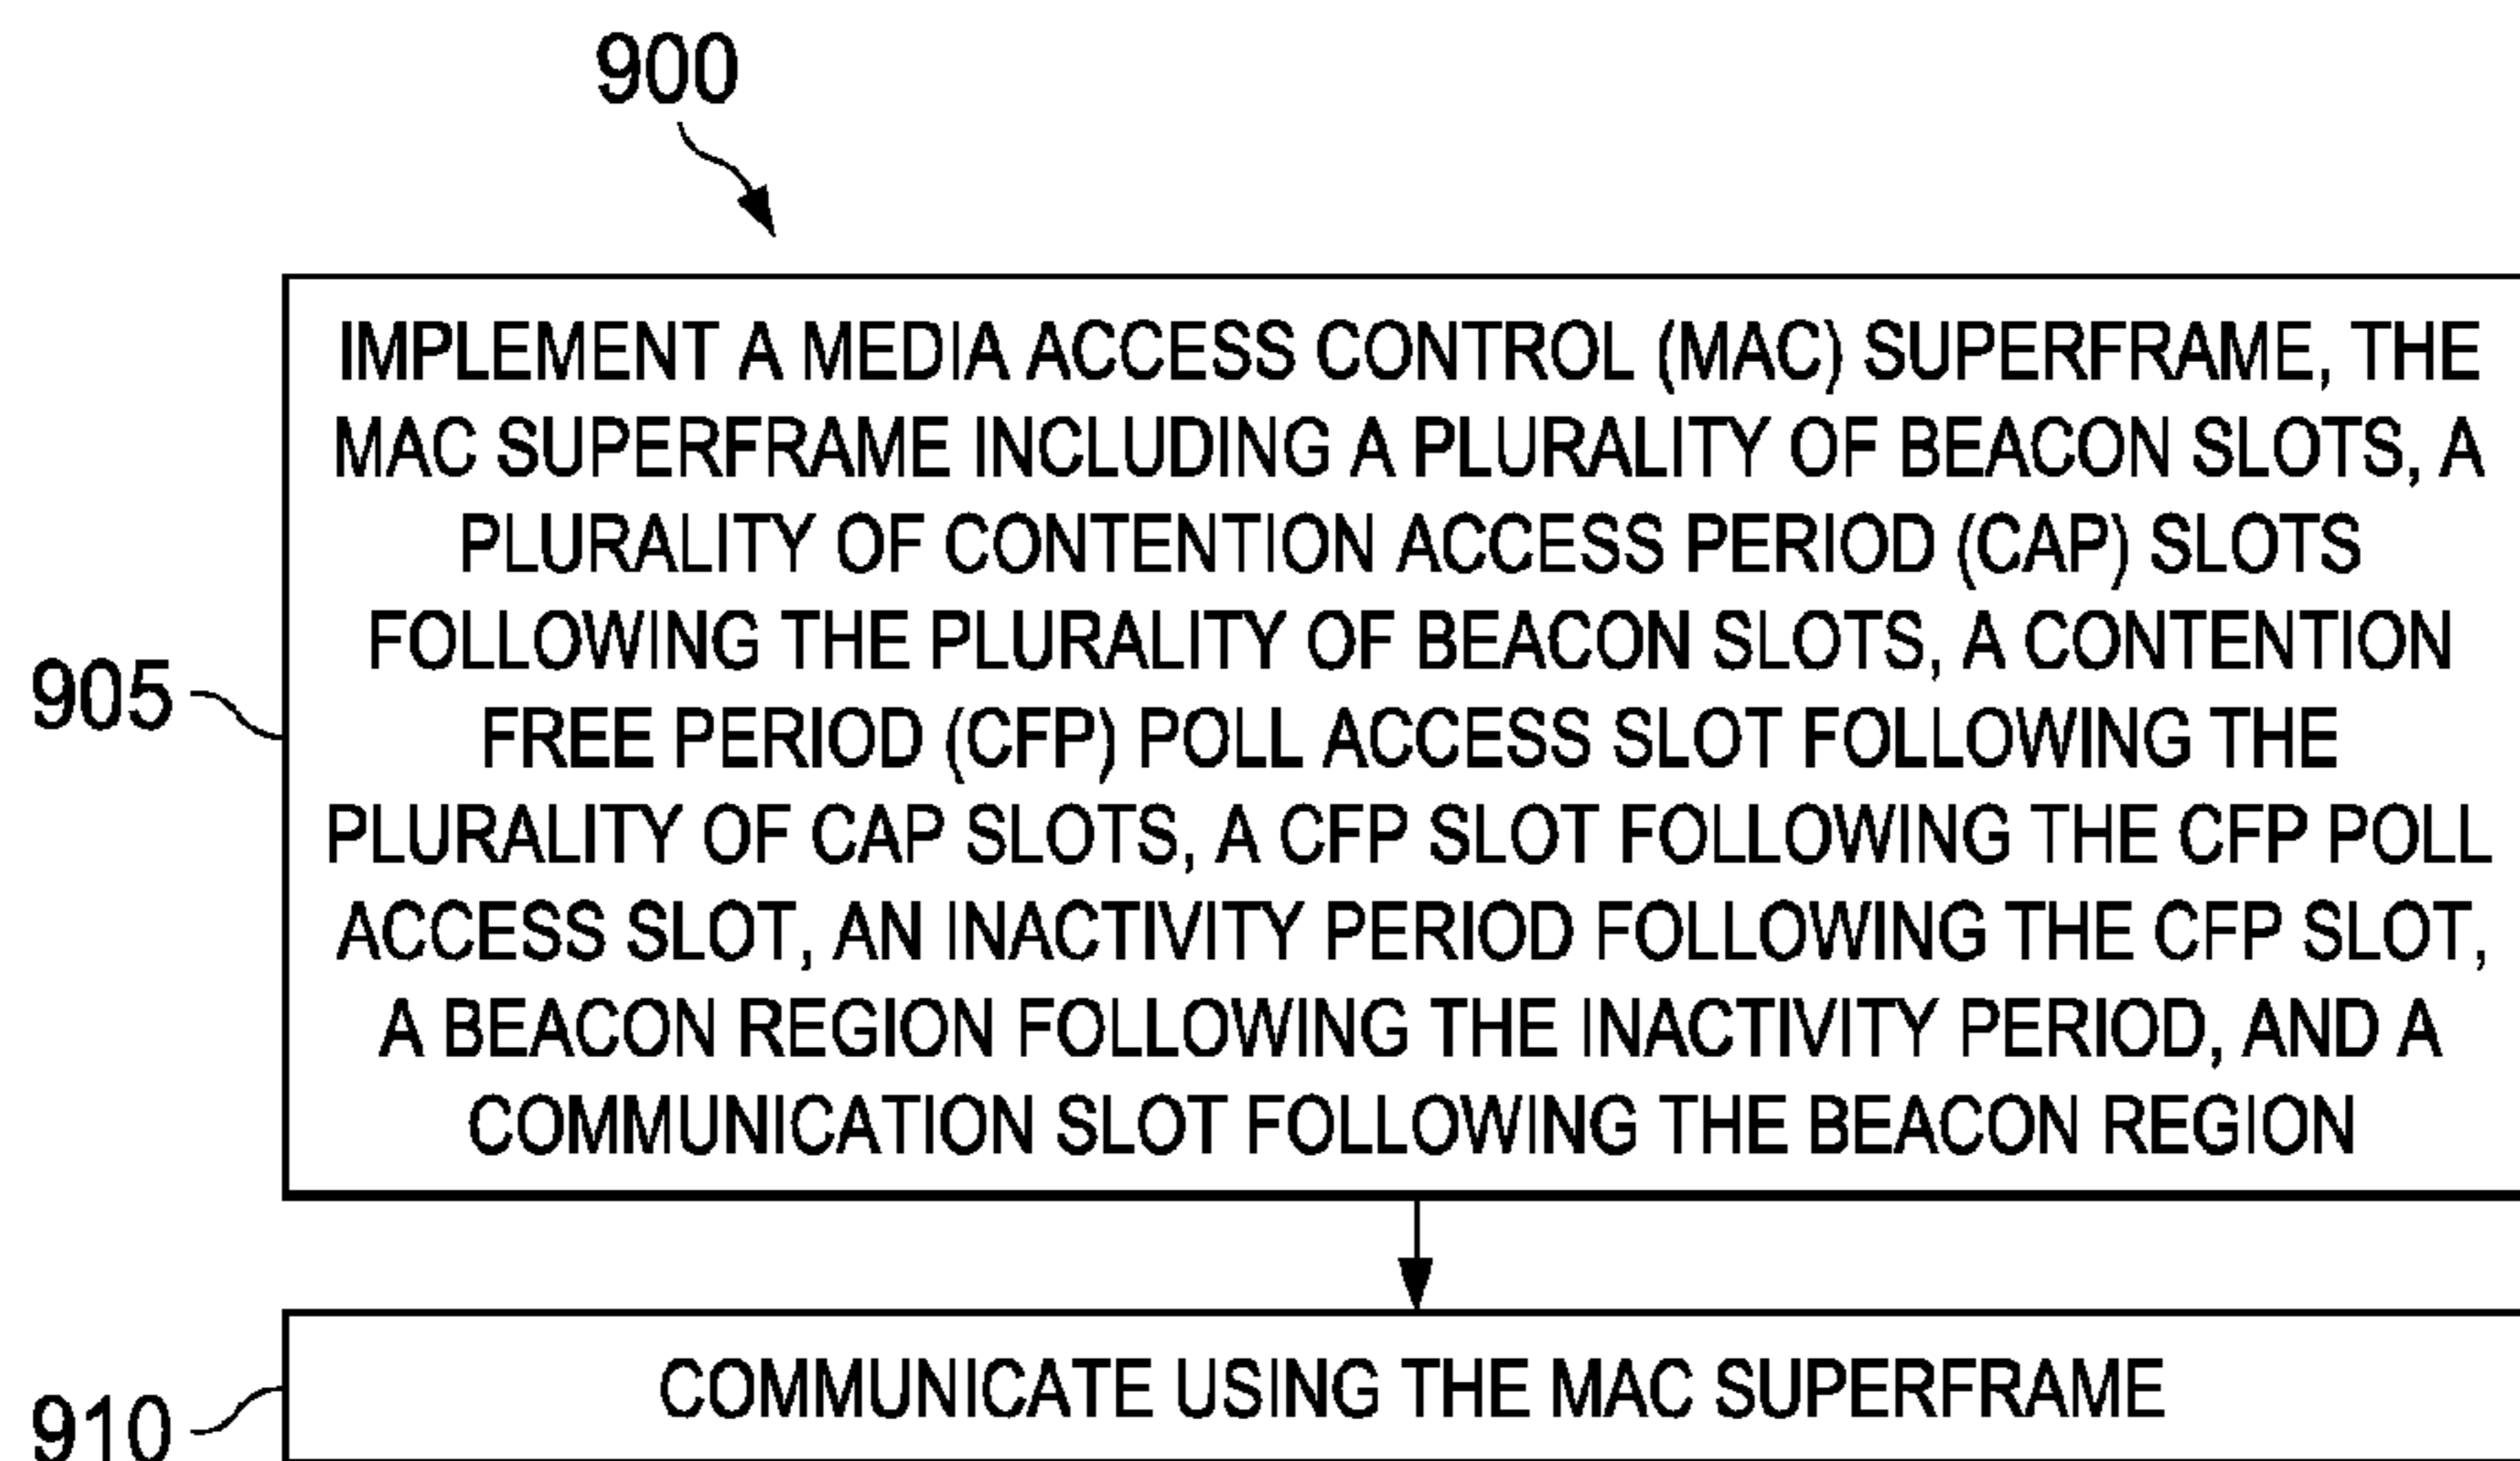 900
IMPLEMENT A MEDIA ACCESS CONTROL (MAC) SUPERFRAME, THE
MAC SUPERFRAME INCLUDING A PLURALITY OF BEACON SLOTS, A
PLURALITY OF CONTENTION ACCESS PERIOD (CAP) SLOTS
FOLLOWING THE PLURALITY OF BEACON SLOTS, A CONTENTION
FREE PERIOD (CFP) POLL ACCESS SLOT FOLLOWING THE
PLURALITY OF CAP SLOTS, A CFP SLOT FOLLOWING THE CFP POLL
ACCESS SLOT, AN INACTIVITY PERIOD FOLLOWING THE CFP SLOT,
A BEACON REGION FOLLOWING THE INACTIVITY PERIOD, AND A
COMMUNICATION SLOT FOLLOWING THE BEACON REGION
905
COMMUNICATE USING THE MAC SUPERFRAME
910